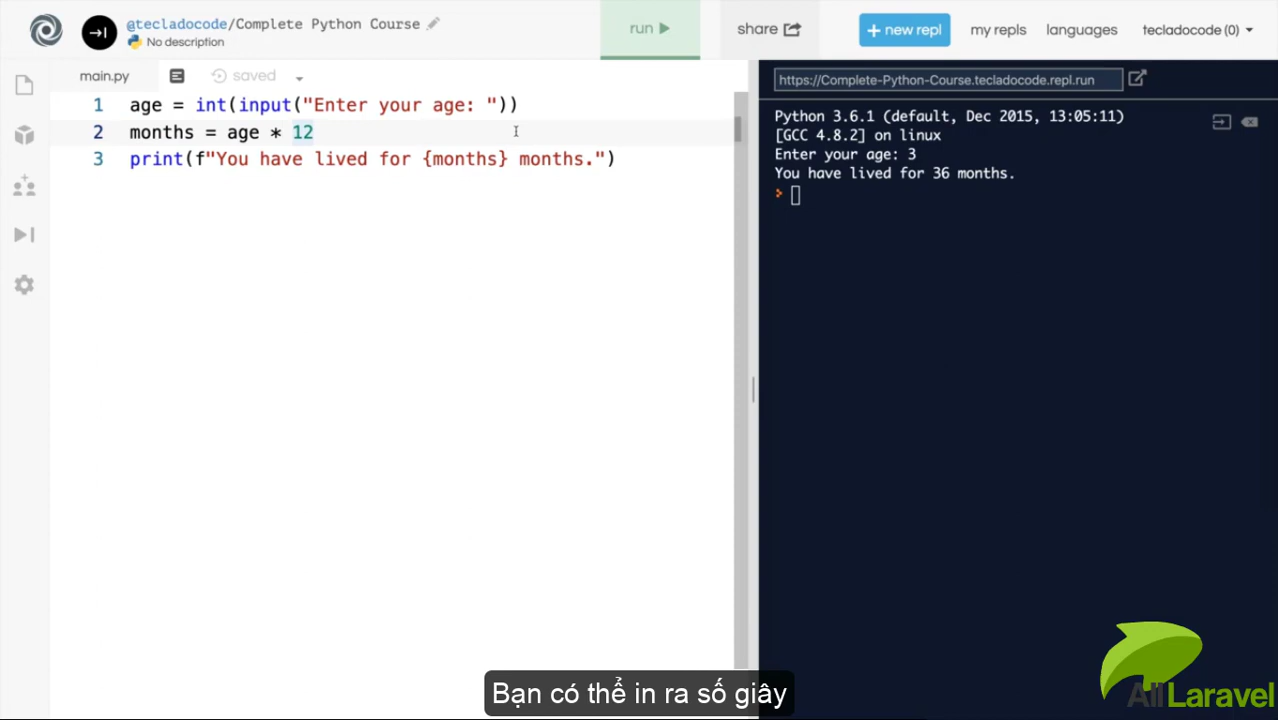 @tecladocode/Complete Python Course
No description
run
share
+ new repl
my repls
languages
tecladocode (0)
main.py
saved
1 age = int(input("Enter your age: "))
2 months = age * 12
3 print(f"You have lived for {months} months.")
https://Complete-Python-Course.tecladocode.repl.run
Python 3.6.1 (default, Dec 2015, 13:05:11)
[GCC 4.8.2] on linux
Enter your age: 3
You have lived for 36 months.
Bạn có thể in ra số giây
AllLaravel